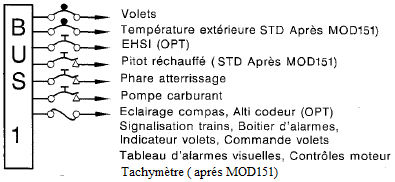 BUS 1
Volets
Température extérieure STD Après MOD151)
EHSI (OPT)
Pitot réchauffé ( STD Après MOD151)
Phare atterrissage
Pompe carburant
Eclairage compas, Alti codeur (OPT)
Signalisation trains, Boitier d'alarmes,
Indicateur volets, Commande volets
Tableau d'alarmes visuelles, Contrôles moteur
Tachymètre ( aprés MOD151)